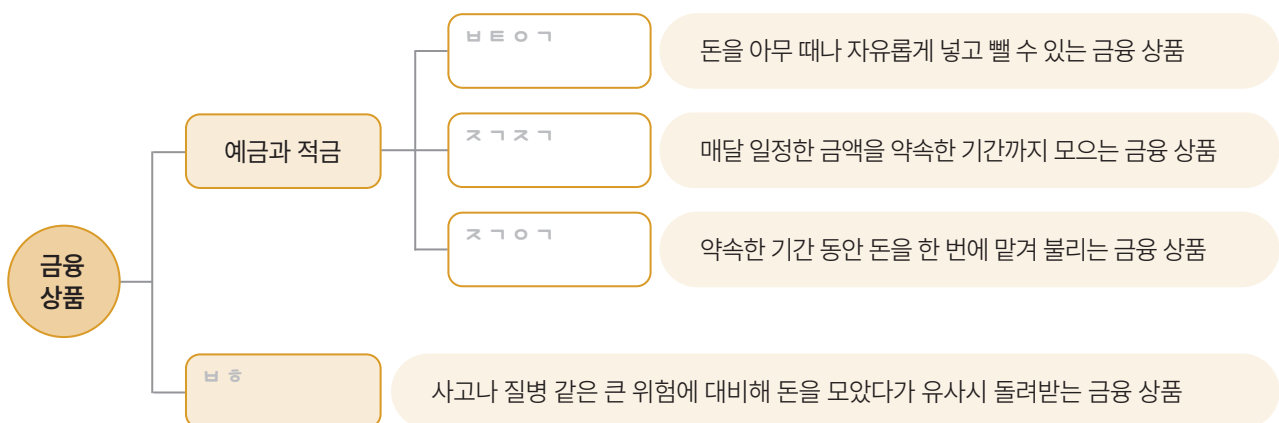 ㅂㅌㅇㄱ
돈을 아무 때나 자유롭게 넣고 뺄 수 있는 금융 상품
예금과 적금
ㅈㄱㅈㄱ
매달 일정한 금액을 약속한 기간까지 모으는 금융 상품
ㅈㄱㅇㄱ
약속한 기간 동안 돈을 한 번에 맡겨 불리는 금융 상품
금융
상품
ㅂㅎ
사고나 질병 같은 큰 위험에 대비해 돈을 모았다가 유사시 돌려받는 금융 상품